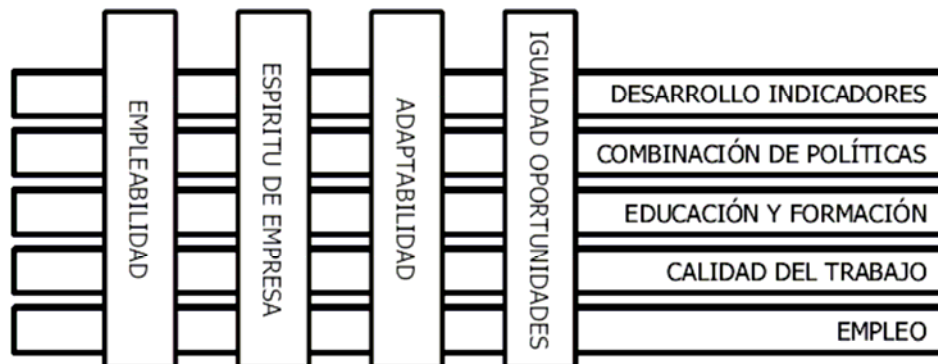 EMPLEABILIDAD
ESPIRITU DE EMPRESA
ADAPTABILIDAD
IGUALDAD OPORTUNIDADES
DESARROLLO INDICADORES
COMBINACIÓN DE POLÍTICAS
EDUCACIÓN Y FORMACIÓN
CALIDAD DEL TRABAJO
EMPLEO